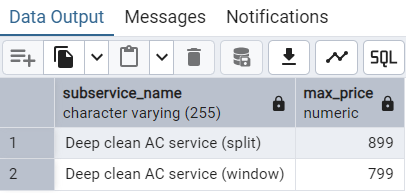 Data Output Messages Notifications
SQL
subservice_name max_price
character varying (255) numeric
1 Deep clean AC service (split) 899
2 Deep clean AC service (window) 799